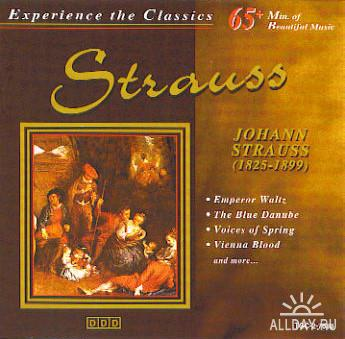 Experience the Classics
65+ Min. of
Beautiful Music
Strauss
JOHANN
STRAUSS
(1825-1899)
• Emperor Waltz
• The Blue Danube
• Voices of Spring
• Vienna Blood
and more...
D D D
ALLDAY.RU